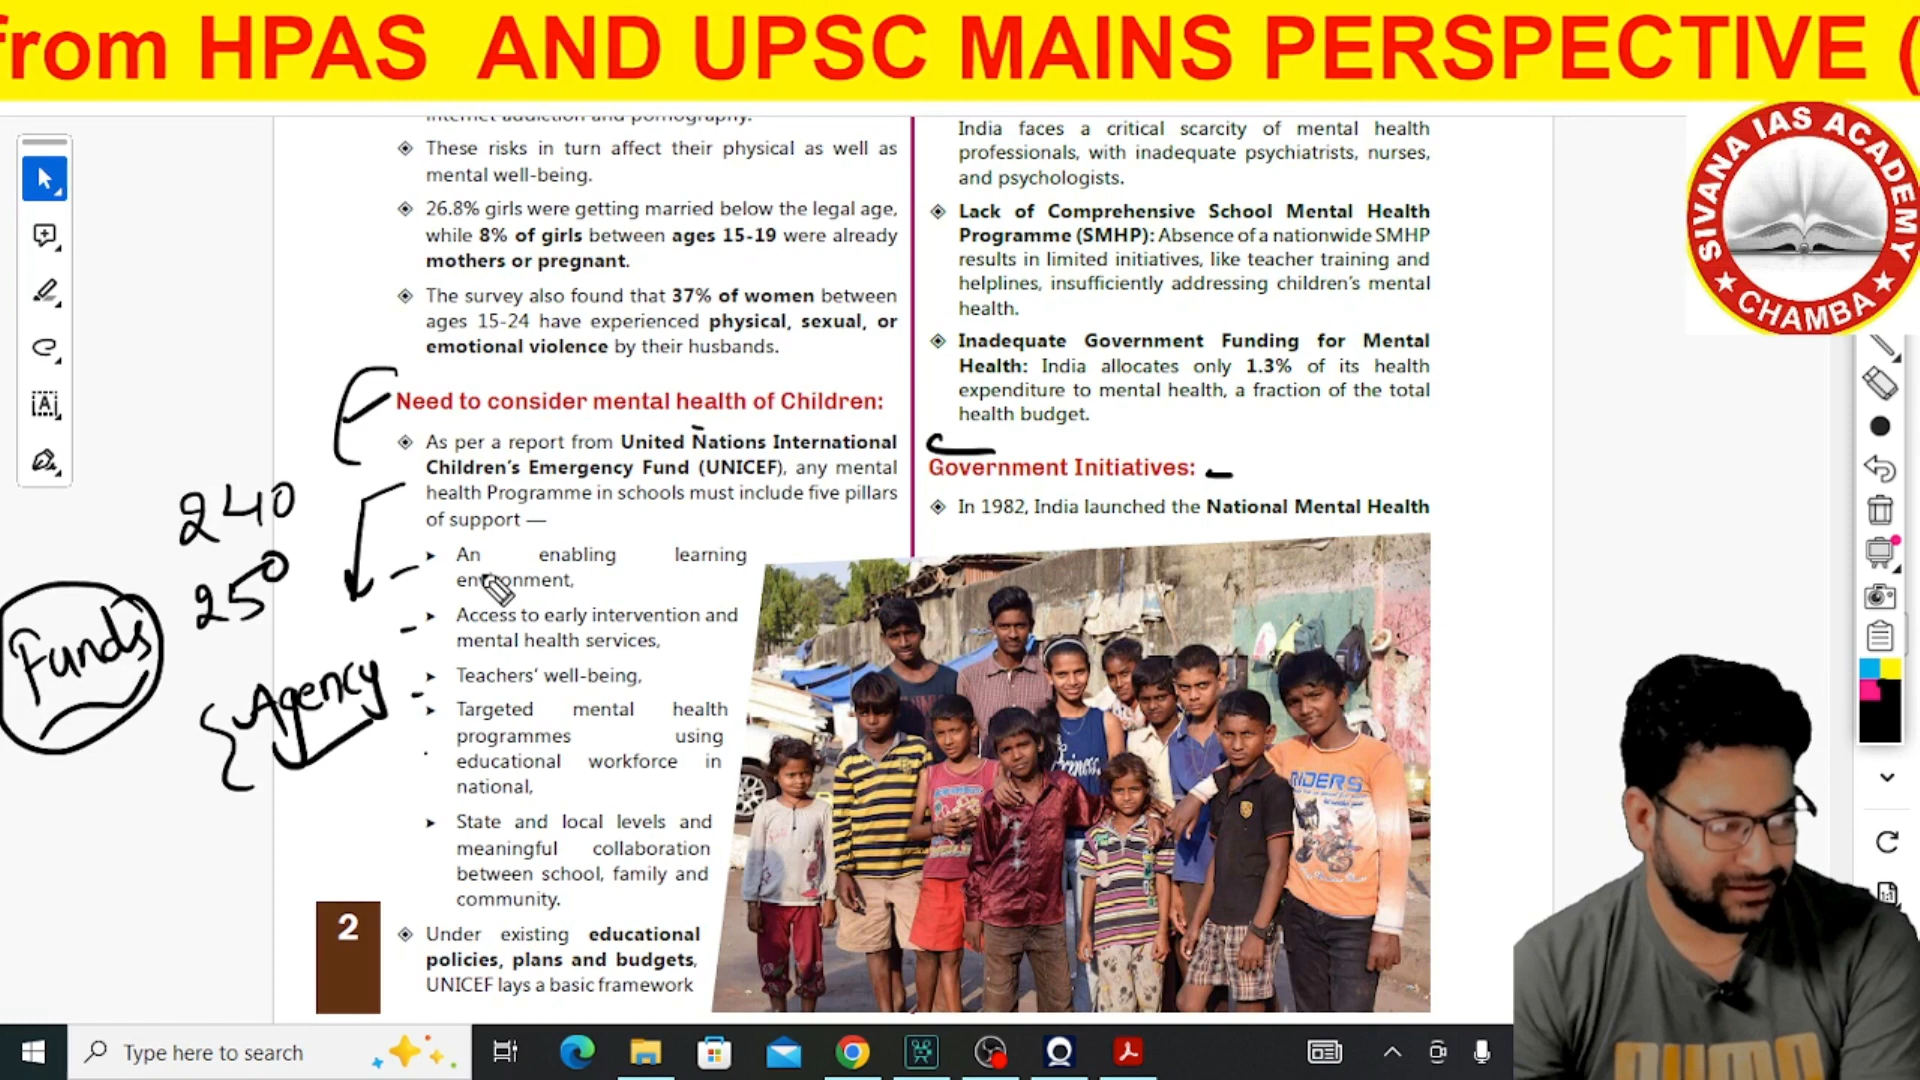 from HPAS AND UPSC MAINS PERSPECTIVE (
SIVANA IAS ACADEMY
CHAMBA
internet addiction and pornography.
These risks in turn affect their physical as well as
mental well-being.
26.8% girls were getting married below the legal age,
while 8% of girls between ages 15-19 were already
mothers or pregnant.
The survey also found that 37% of women between
ages 15-24 have experienced physical, sexual, or
emotional violence by their husbands.
Need to consider mental health of Children:
As per a report from United Nations International
Children's Emergency Fund (UNICEF), any mental
health Programme in schools must include five pillars
of support —
An enabling learning
environment,
Access to early intervention and
mental health services,
Teachers' well-being,
Targeted mental health
programmes using
educational workforce in
national,
State and local levels and
meaningful collaboration
between school, family and
community.
Under existing educational
policies, plans and budgets,
UNICEF lays a basic framework
2
240
250
Funds
Agency
India faces a critical scarcity of mental health
professionals, with inadequate psychiatrists, nurses,
and psychologists.
Lack of Comprehensive School Mental Health
Programme (SMHP): Absence of a nationwide SMHP
results in limited initiatives, like teacher training and
helplines, insufficiently addressing children's mental
health.
Inadequate Government Funding for Mental
Health: India allocates only 1.3% of its health
expenditure to mental health, a fraction of the total
health budget.
Government Initiatives:
In 1982, India launched the National Mental Health
RIDERS
Type here to search